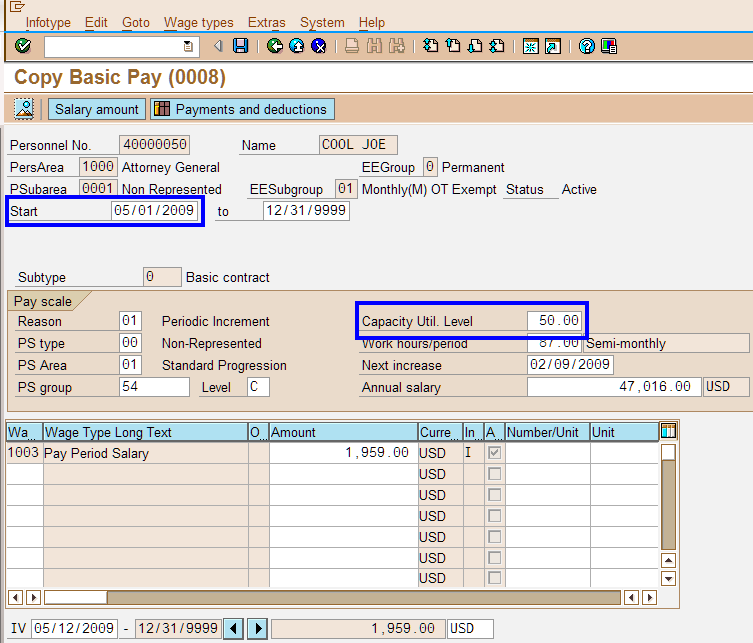 Infotype Edit Goto Wage types Extras System Help
Copy Basic Pay (0008)
Salary amount Payments and deductions
Personnel No. 40000050 Name COOL JOE
PersArea 1000 Attorney General EEGroup 0 Permanent
PSubarea 0001 Non Represented EESubgroup 01 Monthly(M) OT Exempt Status Active
Start 05/01/2009 to 12/31/9999
Subtype 0 Basic contract
Pay scale
Reason 01 Periodic Increment Capacity Util. Level 50.00
PS type 00 Non-Represented Work hours/period 87.00 Semi-monthly
PS Area 01 Standard Progression Next increase 02/09/2009
PS group 54 Level C Annual salary 47,016.00 USD
Wa... Wage Type Long Text O... Amount Curre... In... A... Number/Unit Unit
1003 Pay Period Salary 1,959.00 USD I
USD
USD
USD
USD
USD
USD
IV 05/12/2009 - 12/31/9999 1,959.00 USD